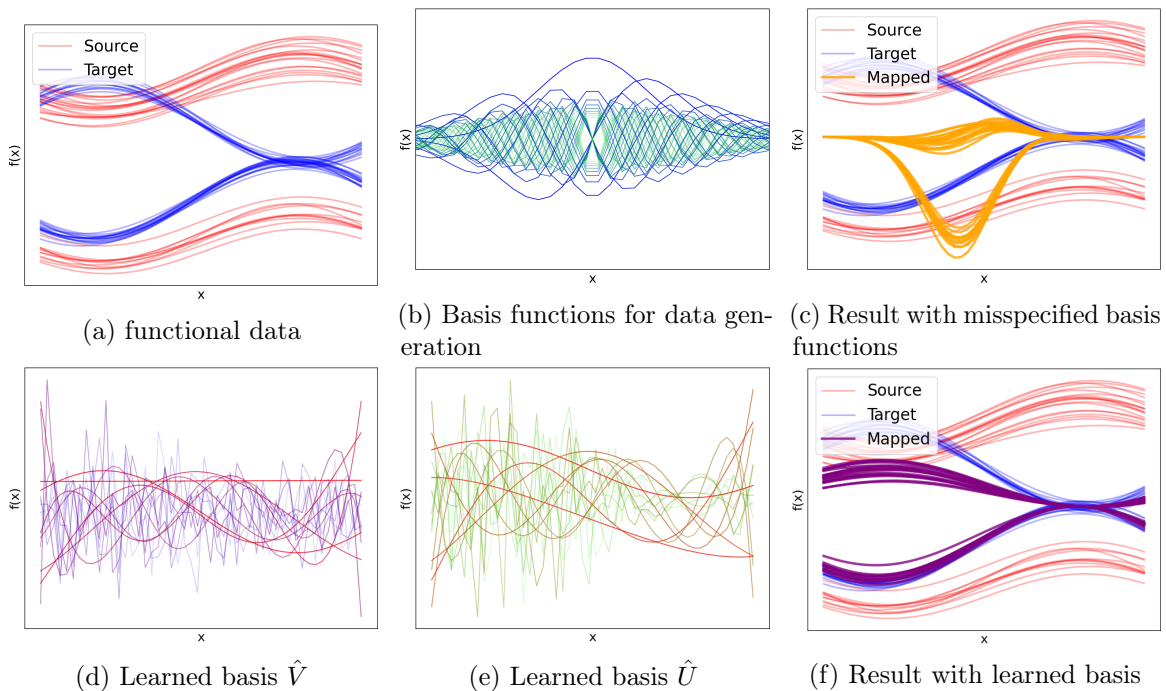 Source
Target
f(x)
x
(a) functional data
f(x)
x
(b) Basis functions for data gen-
eration
Source
Target
Mapped
f(x)
x
(c) Result with misspecified basis
functions
f(x)
x
(d) Learned basis V̂
f(x)
x
(e) Learned basis Û
Source
Target
Mapped
f(x)
x
(f) Result with learned basis